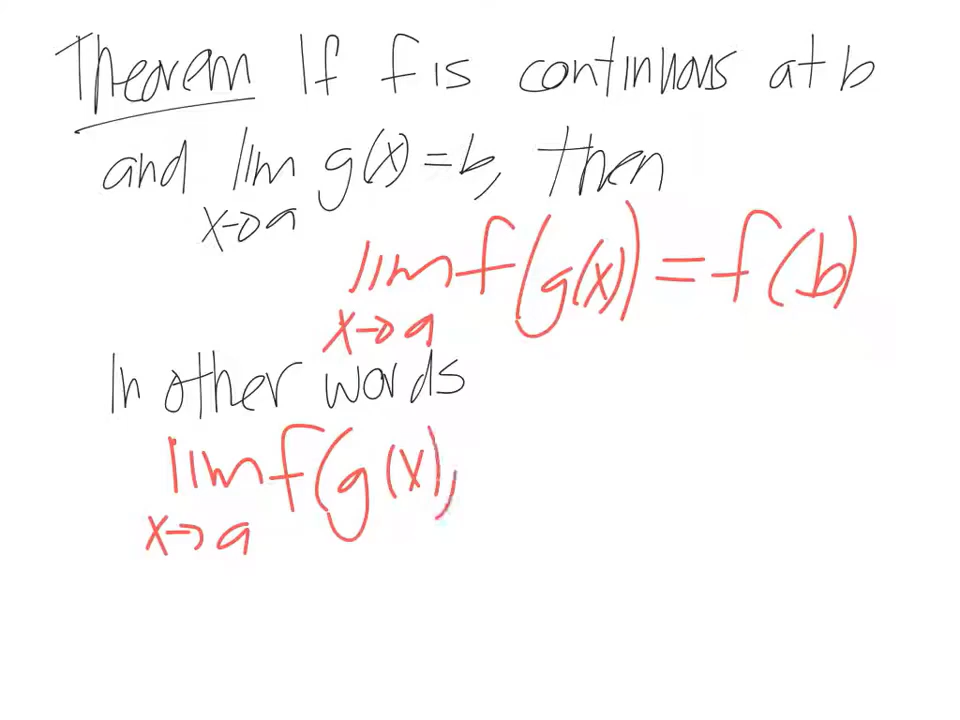 Theorem If f is continuous at b
and lim g(x) = b, then
x→a
lim f(g(x)) = f(b)
x→a
In other words
lim f(g(x)
x→a